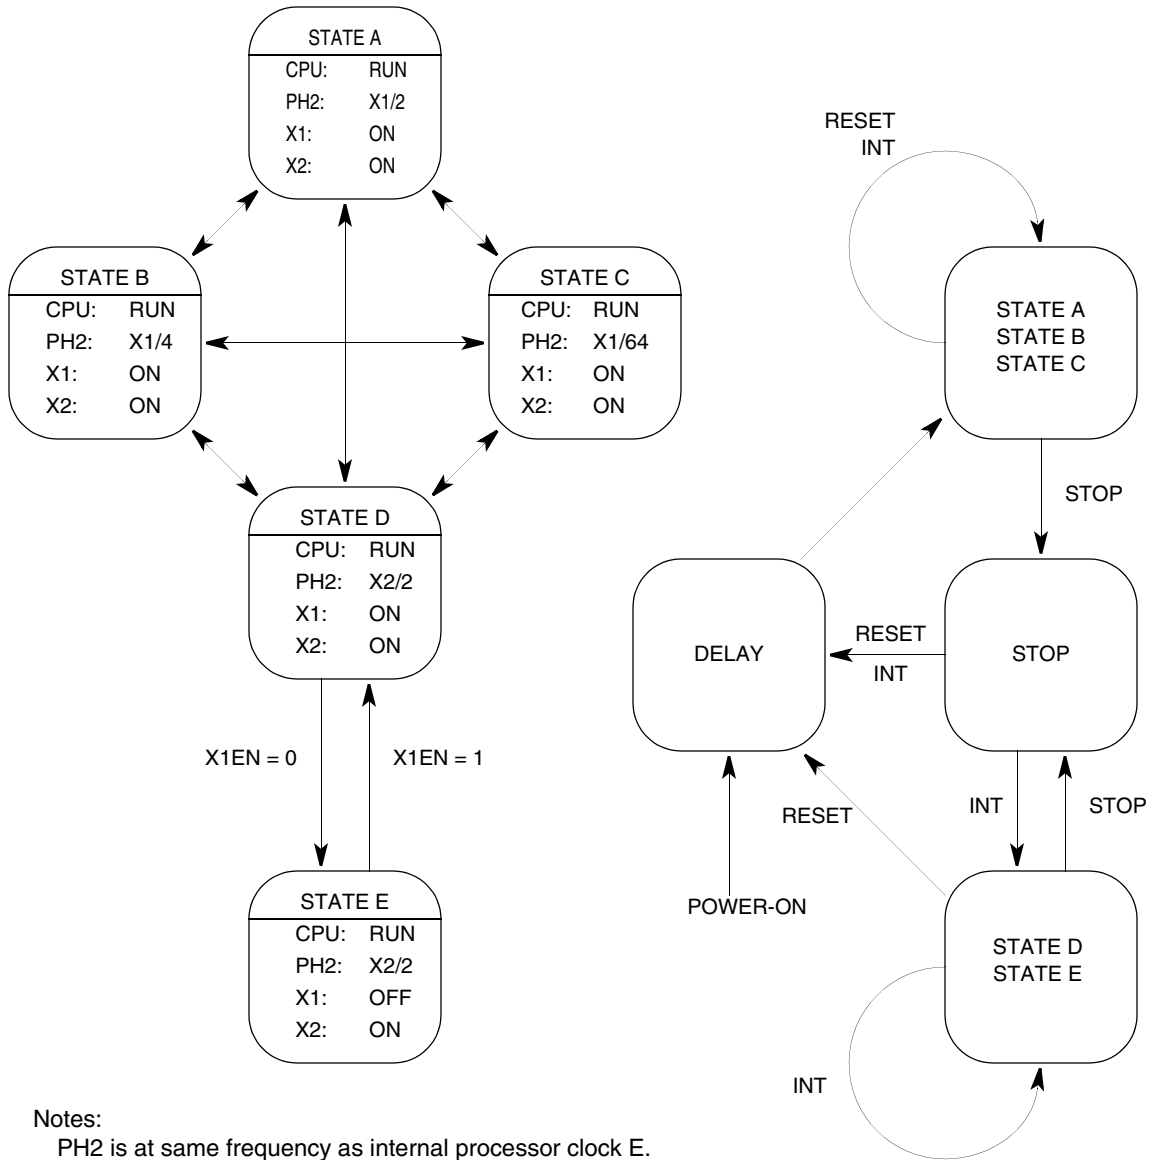 STATE A
CPU: RUN
PH2: X1/2
X1: ON
X2: ON
STATE B
CPU: RUN
PH2: X1/4
X1: ON
X2: ON
STATE C
CPU: RUN
PH2: X1/64
X1: ON
X2: ON
STATE D
CPU: RUN
PH2: X2/2
X1: ON
X2: ON
X1EN = 0
X1EN = 1
STATE E
CPU: RUN
PH2: X2/2
X1: OFF
X2: ON
RESET
INT
STATE A
STATE B
STATE C
STOP
DELAY
RESET
INT
STOP
RESET
INT
STOP
POWER-ON
STATE D
STATE E
INT
Notes:
PH2 is at same frequency as internal processor clock E.